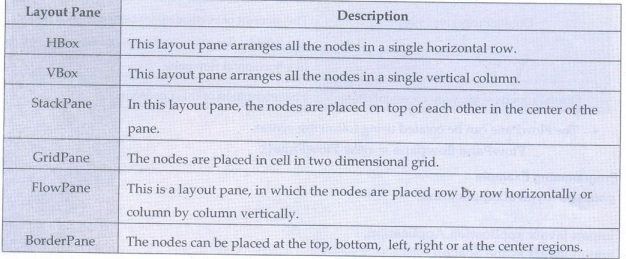 Layout Pane Description
HBox This layout pane arranges all the nodes in a single horizontal row.
VBox This layout pane arranges all the nodes in a single vertical column.
StackPane In this layout pane, the nodes are placed on top of each other in the center of the
pane.
GridPane The nodes are placed in cell in two dimensional grid.
FlowPane This is a layout pane, in which the nodes are placed row by row horizontally or
column by column vertically.
BorderPane The nodes can be placed at the top, bottom, left, right or at the center regions.